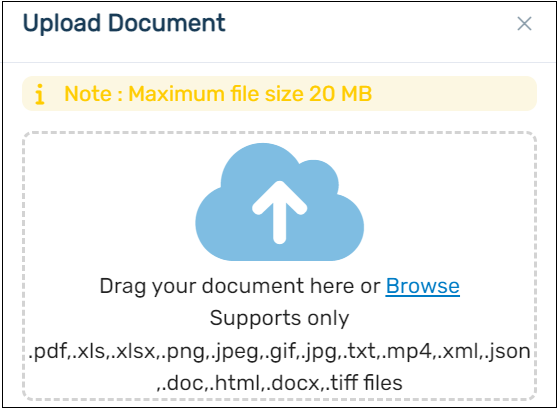 Upload Document
Note : Maximum file size 20 MB
Drag your document here or Browse
Supports only
.pdf,.xls,.xlsx,.png,.jpeg,.gif,.jpg,.txt,.mp4,.xml,.json
,.doc,.html,.docx,.tiff files